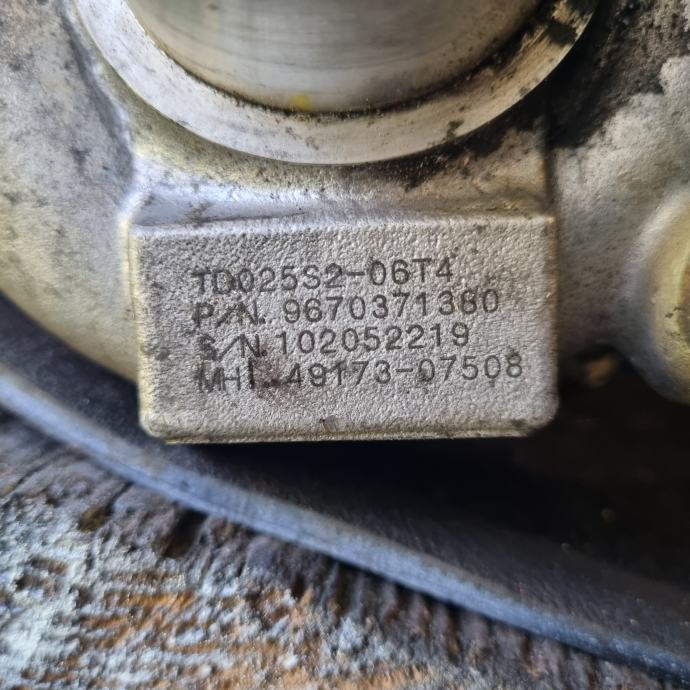 TD025S2-06T4
P/N. 9670371380
S/N. 102052219
MHI. 49173-07508